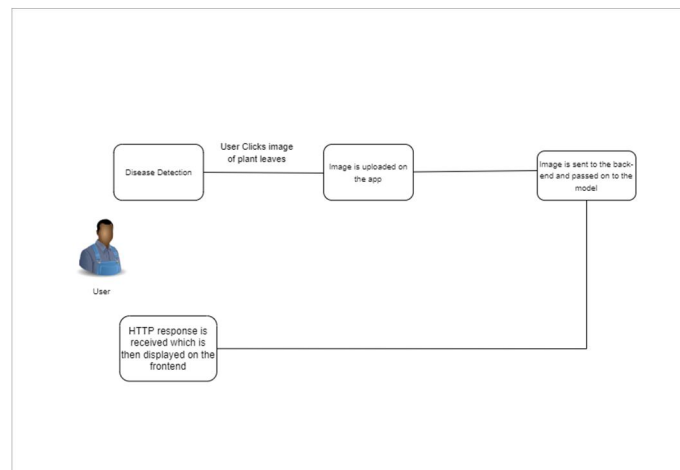 User Clicks image
of plant leaves
Disease Detection
Image is uploaded on
the app
Image is sent to the back-
end and passed on to the
model
User
HTTP response is
received which is
then displayed on the
frontend